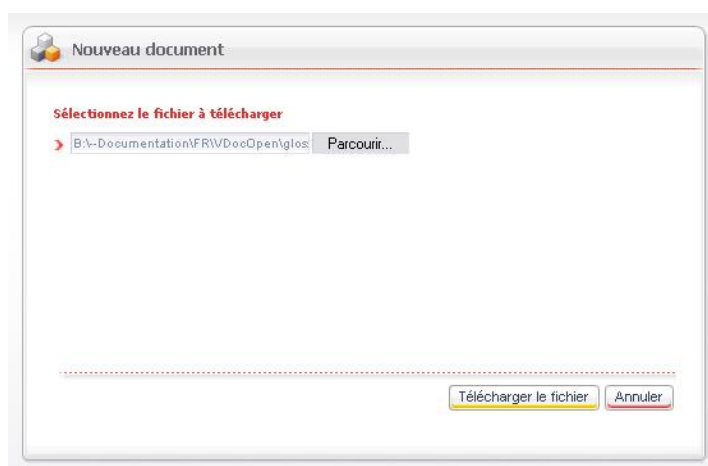 Nouveau document
Sélectionnez le fichier à télécharger
B:\--Documentation\FR\VDocOpen\glos Parcourir...
Télécharger le fichier Annuler